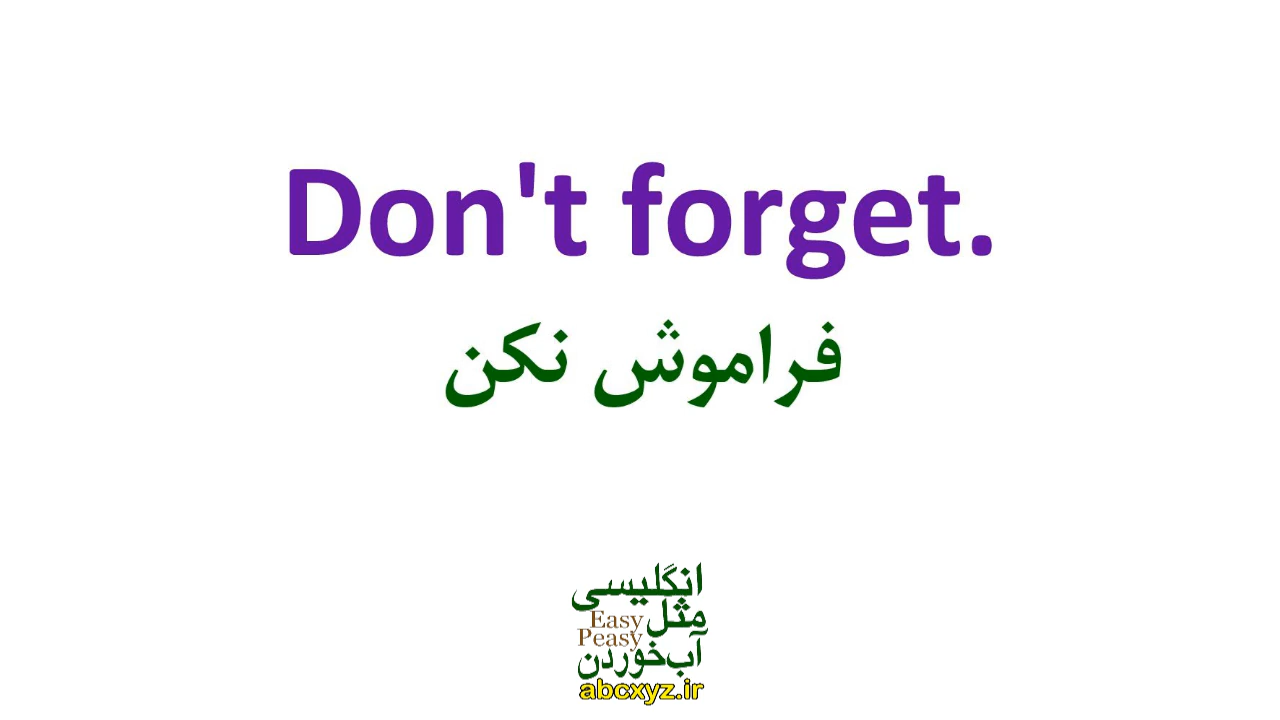 Don't forget.
فراموش نکن
انگلیسی
مثل
Easy
Peasy
آب‌خوردن
abcxyz.ir